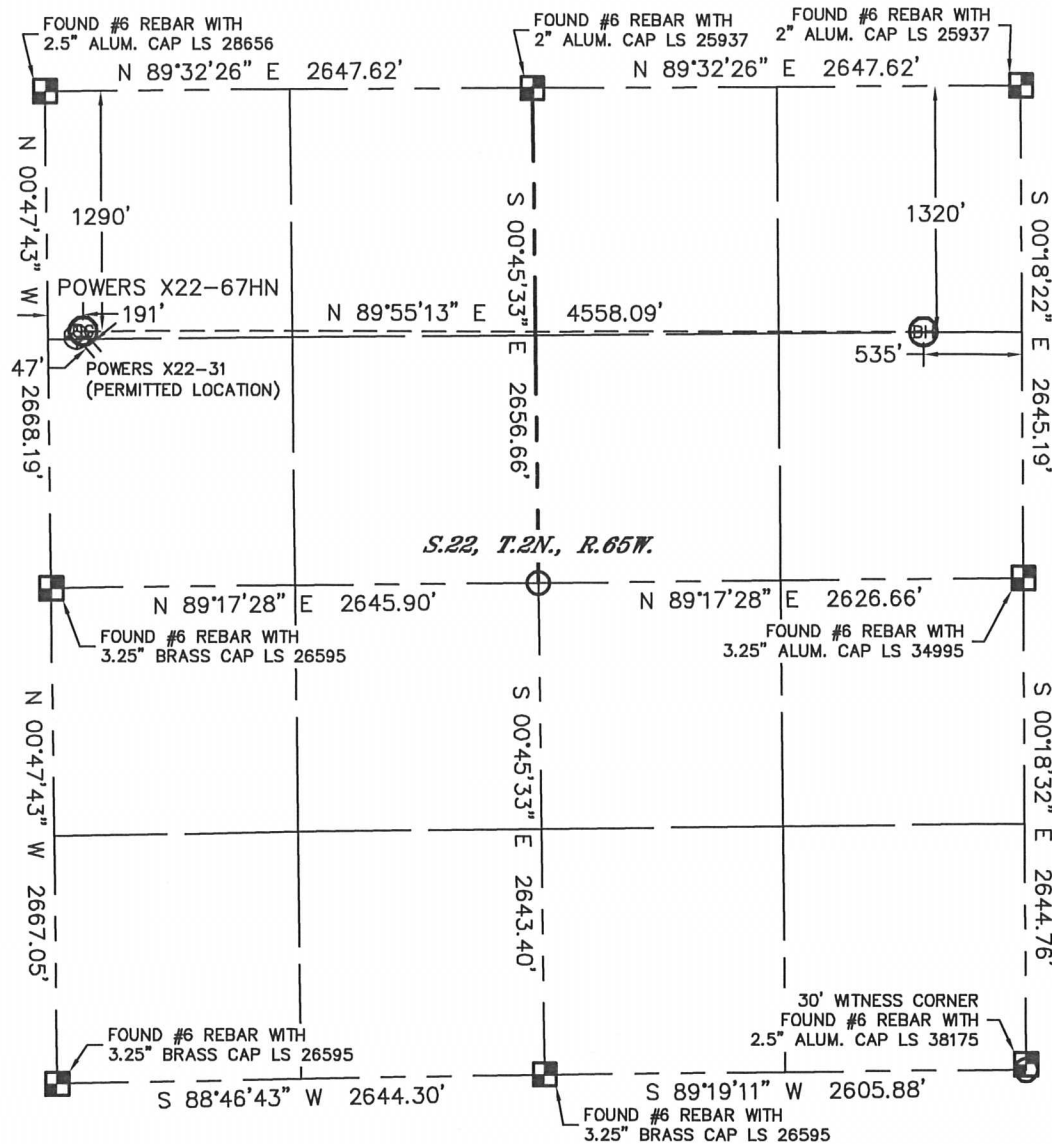 FOUND #6 REBAR WITH
2.5" ALUM. CAP LS 28656
FOUND #6 REBAR WITH
2" ALUM. CAP LS 25937
FOUND #6 REBAR WITH
2" ALUM. CAP LS 25937
N 89°32'26" E 2647.62'
N 89°32'26" E 2647.62'
N 00°47'43" W 2668.19'
1290'
S 00°45'33" E 2656.66'
1320'
S 00°18'22" E 2645.19'
POWERS X22-67HN
191'
N 89°55'13" E 4558.09'
BH
535'
47'
POWERS X22-31
(PERMITTED LOCATION)
S.22, T.2N., R.65W.
N 89°17'28" E 2645.90'
N 89°17'28" E 2626.66'
FOUND #6 REBAR WITH
3.25" BRASS CAP LS 26595
FOUND #6 REBAR WITH
3.25" ALUM. CAP LS 34995
N 00°47'43" W 2667.05'
S 00°45'33" E 2643.40'
S 00°18'32" E 2644.76'
30' WITNESS CORNER
FOUND #6 REBAR WITH
2.5" ALUM. CAP LS 38175
FOUND #6 REBAR WITH
3.25" BRASS CAP LS 26595
S 88°46'43" W 2644.30'
S 89°19'11" W 2605.88'
FOUND #6 REBAR WITH
3.25" BRASS CAP LS 26595